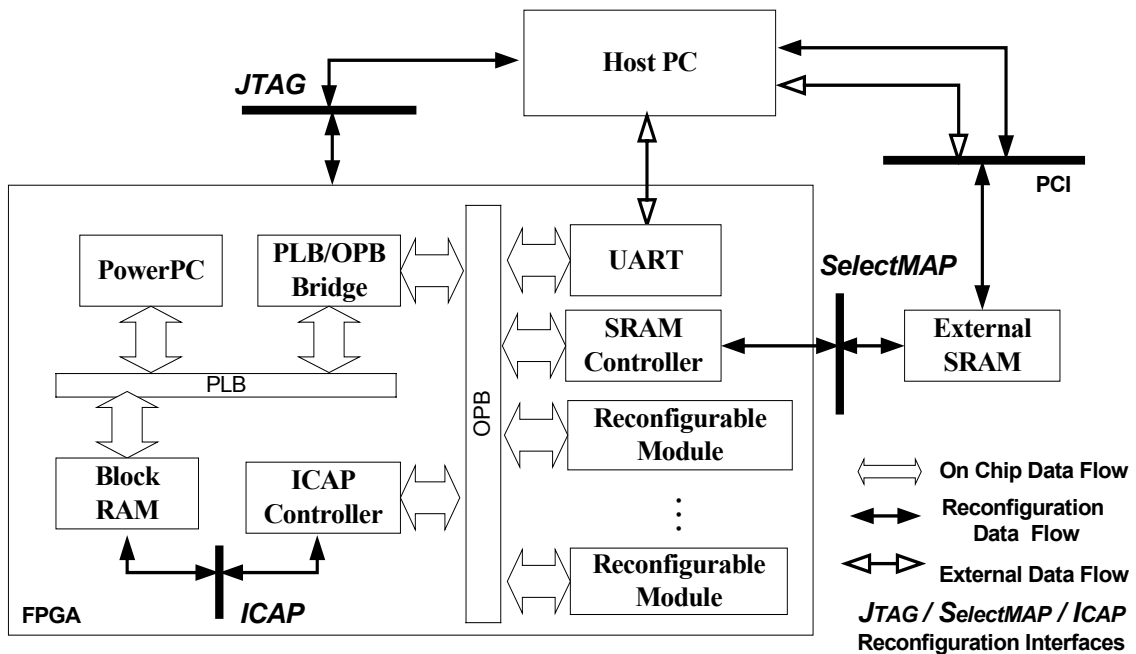 Host PC
JTAG
PCI
PowerPC
PLB/OPB
Bridge
UART
SelectMAP
SRAM
Controller
External
SRAM
PLB
OPB
Reconfigurable
Module
Block
RAM
ICAP
Controller
Reconfigurable
Module
ICAP
FPGA
On Chip Data Flow
Reconfiguration
Data Flow
External Data Flow
JTAG / SELECTMAP / ICAP
Reconfiguration Interfaces